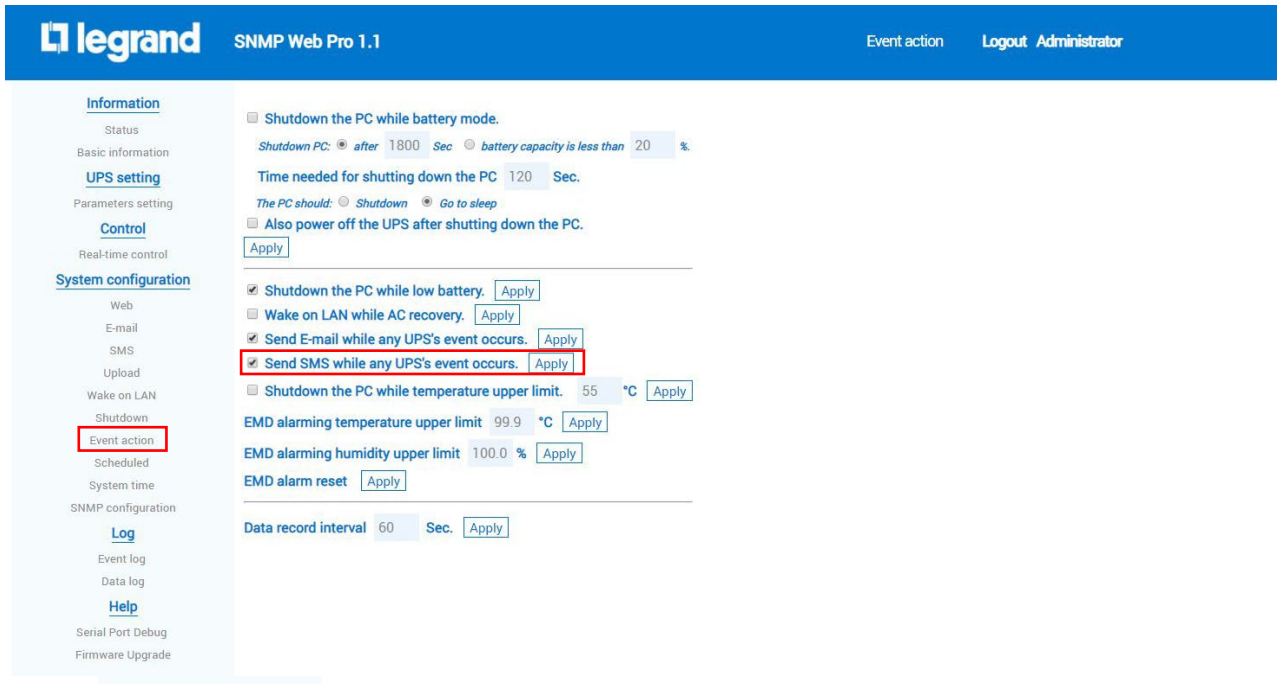 legrand SNMP Web Pro 1.1 Event action Logout Administrator
Information
Status
Basic information
UPS setting
Parameters setting
Control
Real-time control
System configuration
Web
E-mail
SMS
Upload
Wake on LAN
Shutdown
Event action
Scheduled
System time
SNMP configuration
Log
Event log
Data log
Help
Serial Port Debug
Firmware Upgrade
Shutdown the PC while battery mode.
Shutdown PC: after 1800 Sec battery capacity is less than 20 %.
Time needed for shutting down the PC 120 Sec.
The PC should: Shutdown Go to sleep
Also power off the UPS after shutting down the PC.
Apply
Shutdown the PC while low battery. Apply
Wake on LAN while AC recovery. Apply
Send E-mail while any UPS's event occurs. Apply
Send SMS while any UPS's event occurs. Apply
Shutdown the PC while temperature upper limit. 55 °C Apply
EMD alarming temperature upper limit 99.9 °C Apply
EMD alarming humidity upper limit 100.0 % Apply
EMD alarm reset Apply
Data record interval 60 Sec. Apply